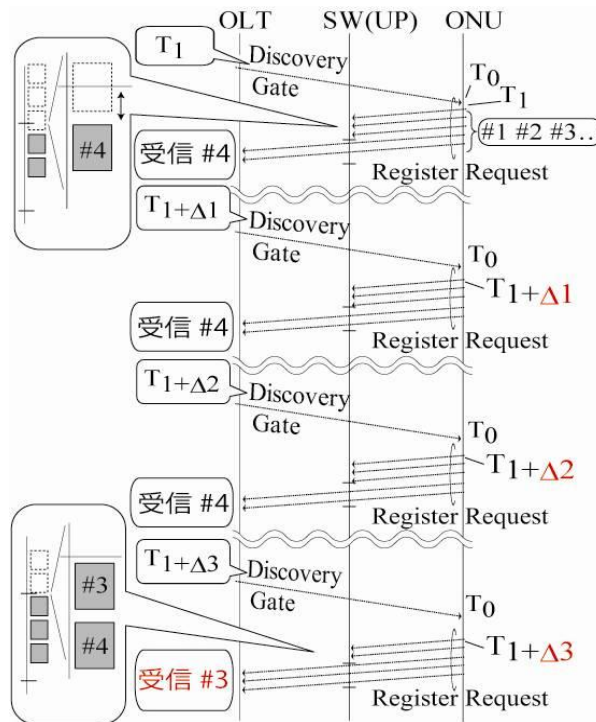 OLT SW(UP) ONU
T1
Discovery
Gate
T0
T1
#1 #2 #3..
#4
受信 #4
Register Request
T1+Δ1
Discovery
Gate
T0
T1+Δ1
受信 #4
Register Request
T1+Δ2
Discovery
Gate
T0
T1+Δ2
受信 #4
Register Request
T1+Δ3
Discovery
Gate
#3
T0
#4
T1+Δ3
受信 #3
Register Request